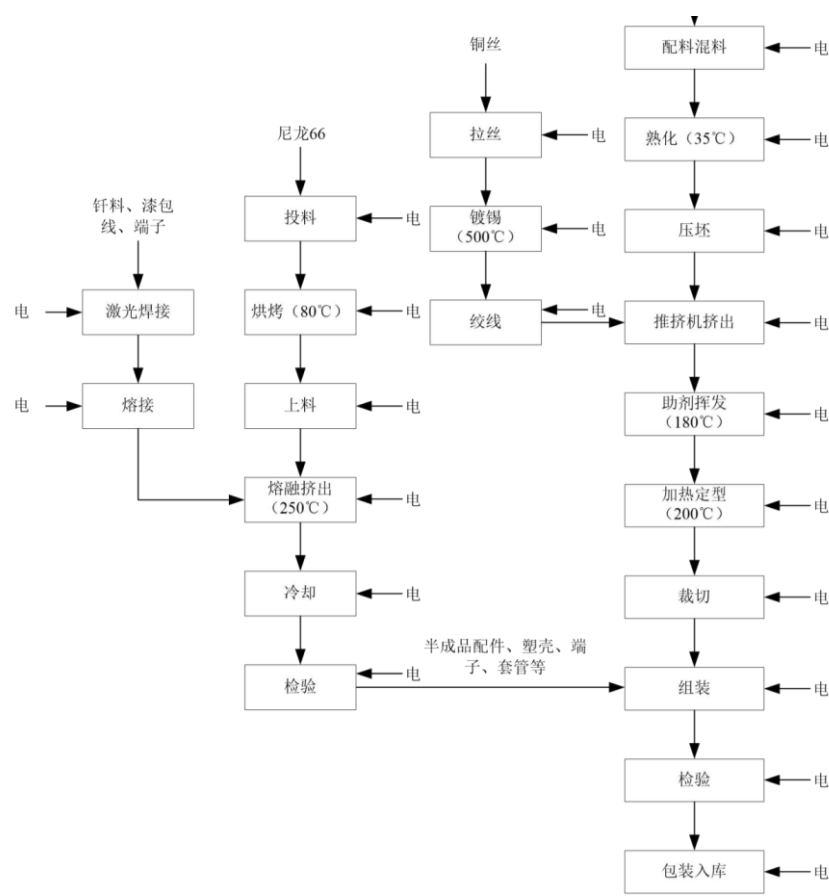 铜丝
配料混料
电
拉丝
电
熟化（35℃）
电
尼龙66
投料
电
镀锡
（500℃）
电
压坯
电
钎料、漆包
线、端子
电
激光焊接
烘烤（80℃）
电
绞线
电
推挤机挤出
电
电
熔接
上料
电
助剂挥发
（180℃）
电
熔融挤出
（250℃）
电
加热定型
（200℃）
电
冷却
电
裁切
电
半成品配件、塑壳、端
子、套管等
检验
电
组装
电
检验
电
包装入库
电